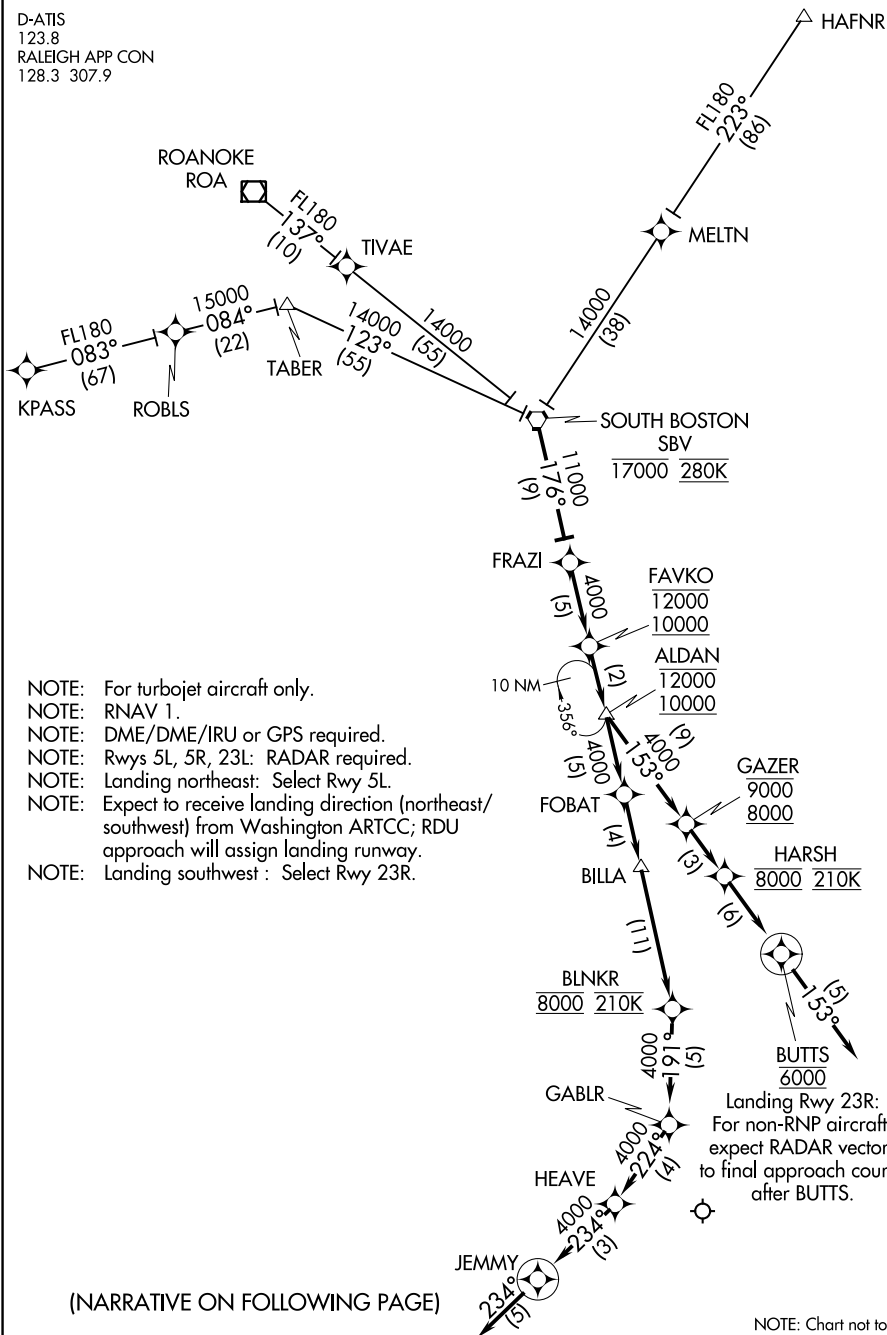 D-ATIS
123.8
RALEIGH APP CON
128.3 307.9
HAFNR
FL180
223°
(86)
ROANOKE
ROA
FL180
137°
(10)
TIVAE
MELTN
14000
(38)
15000
084°
(22)
14000
123°
(55)
14000
(55)
FL180
083°
(67)
TABER
KPASS
ROBLS
SOUTH BOSTON
SBV
17000 280K
11000
176°
(9)
FRAZI
4000
(5)
FAVKO
12000
10000
(2)
ALDAN
12000
10000
10 NM
356°
4000
(5)
(9)
4000
153°
GAZER
9000
8000
FOBAT
(4)
(3)
HARSH
8000 210K
BILLA
(6)
(11)
NOTE: For turbojet aircraft only.
NOTE: RNAV 1.
NOTE: DME/DME/IRU or GPS required.
NOTE: Rwys 5L, 5R, 23L: RADAR required.
NOTE: Landing northeast: Select Rwy 5L.
NOTE: Expect to receive landing direction (northeast/
southwest) from Washington ARTCC; RDU
approach will assign landing runway.
NOTE: Landing southwest : Select Rwy 23R.
BLNKR
8000 210K
(5)
153°
4000
191°
(5)
BUTTS
6000
Landing Rwy 23R:
For non-RNP aircraft
expect RADAR vector
to final approach cour
after BUTTS.
GABLR
4000
224°
(4)
HEAVE
4000
234°
(3)
JEMMY
234°
(5)
(NARRATIVE ON FOLLOWING PAGE)
NOTE: Chart not to